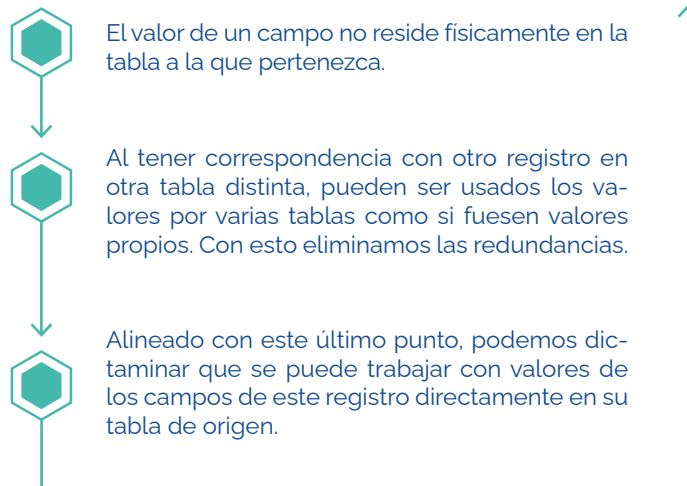 El valor de un campo no reside físicamente en la
tabla a la que pertenezca.
Al tener correspondencia con otro registro en
otra tabla distinta, pueden ser usados los va-
lores por varias tablas como si fuesen valores
propios. Con esto eliminamos las redundancias.
Alineado con este último punto, podemos dic-
taminar que se puede trabajar con valores de
los campos de este registro directamente en su
tabla de origen.